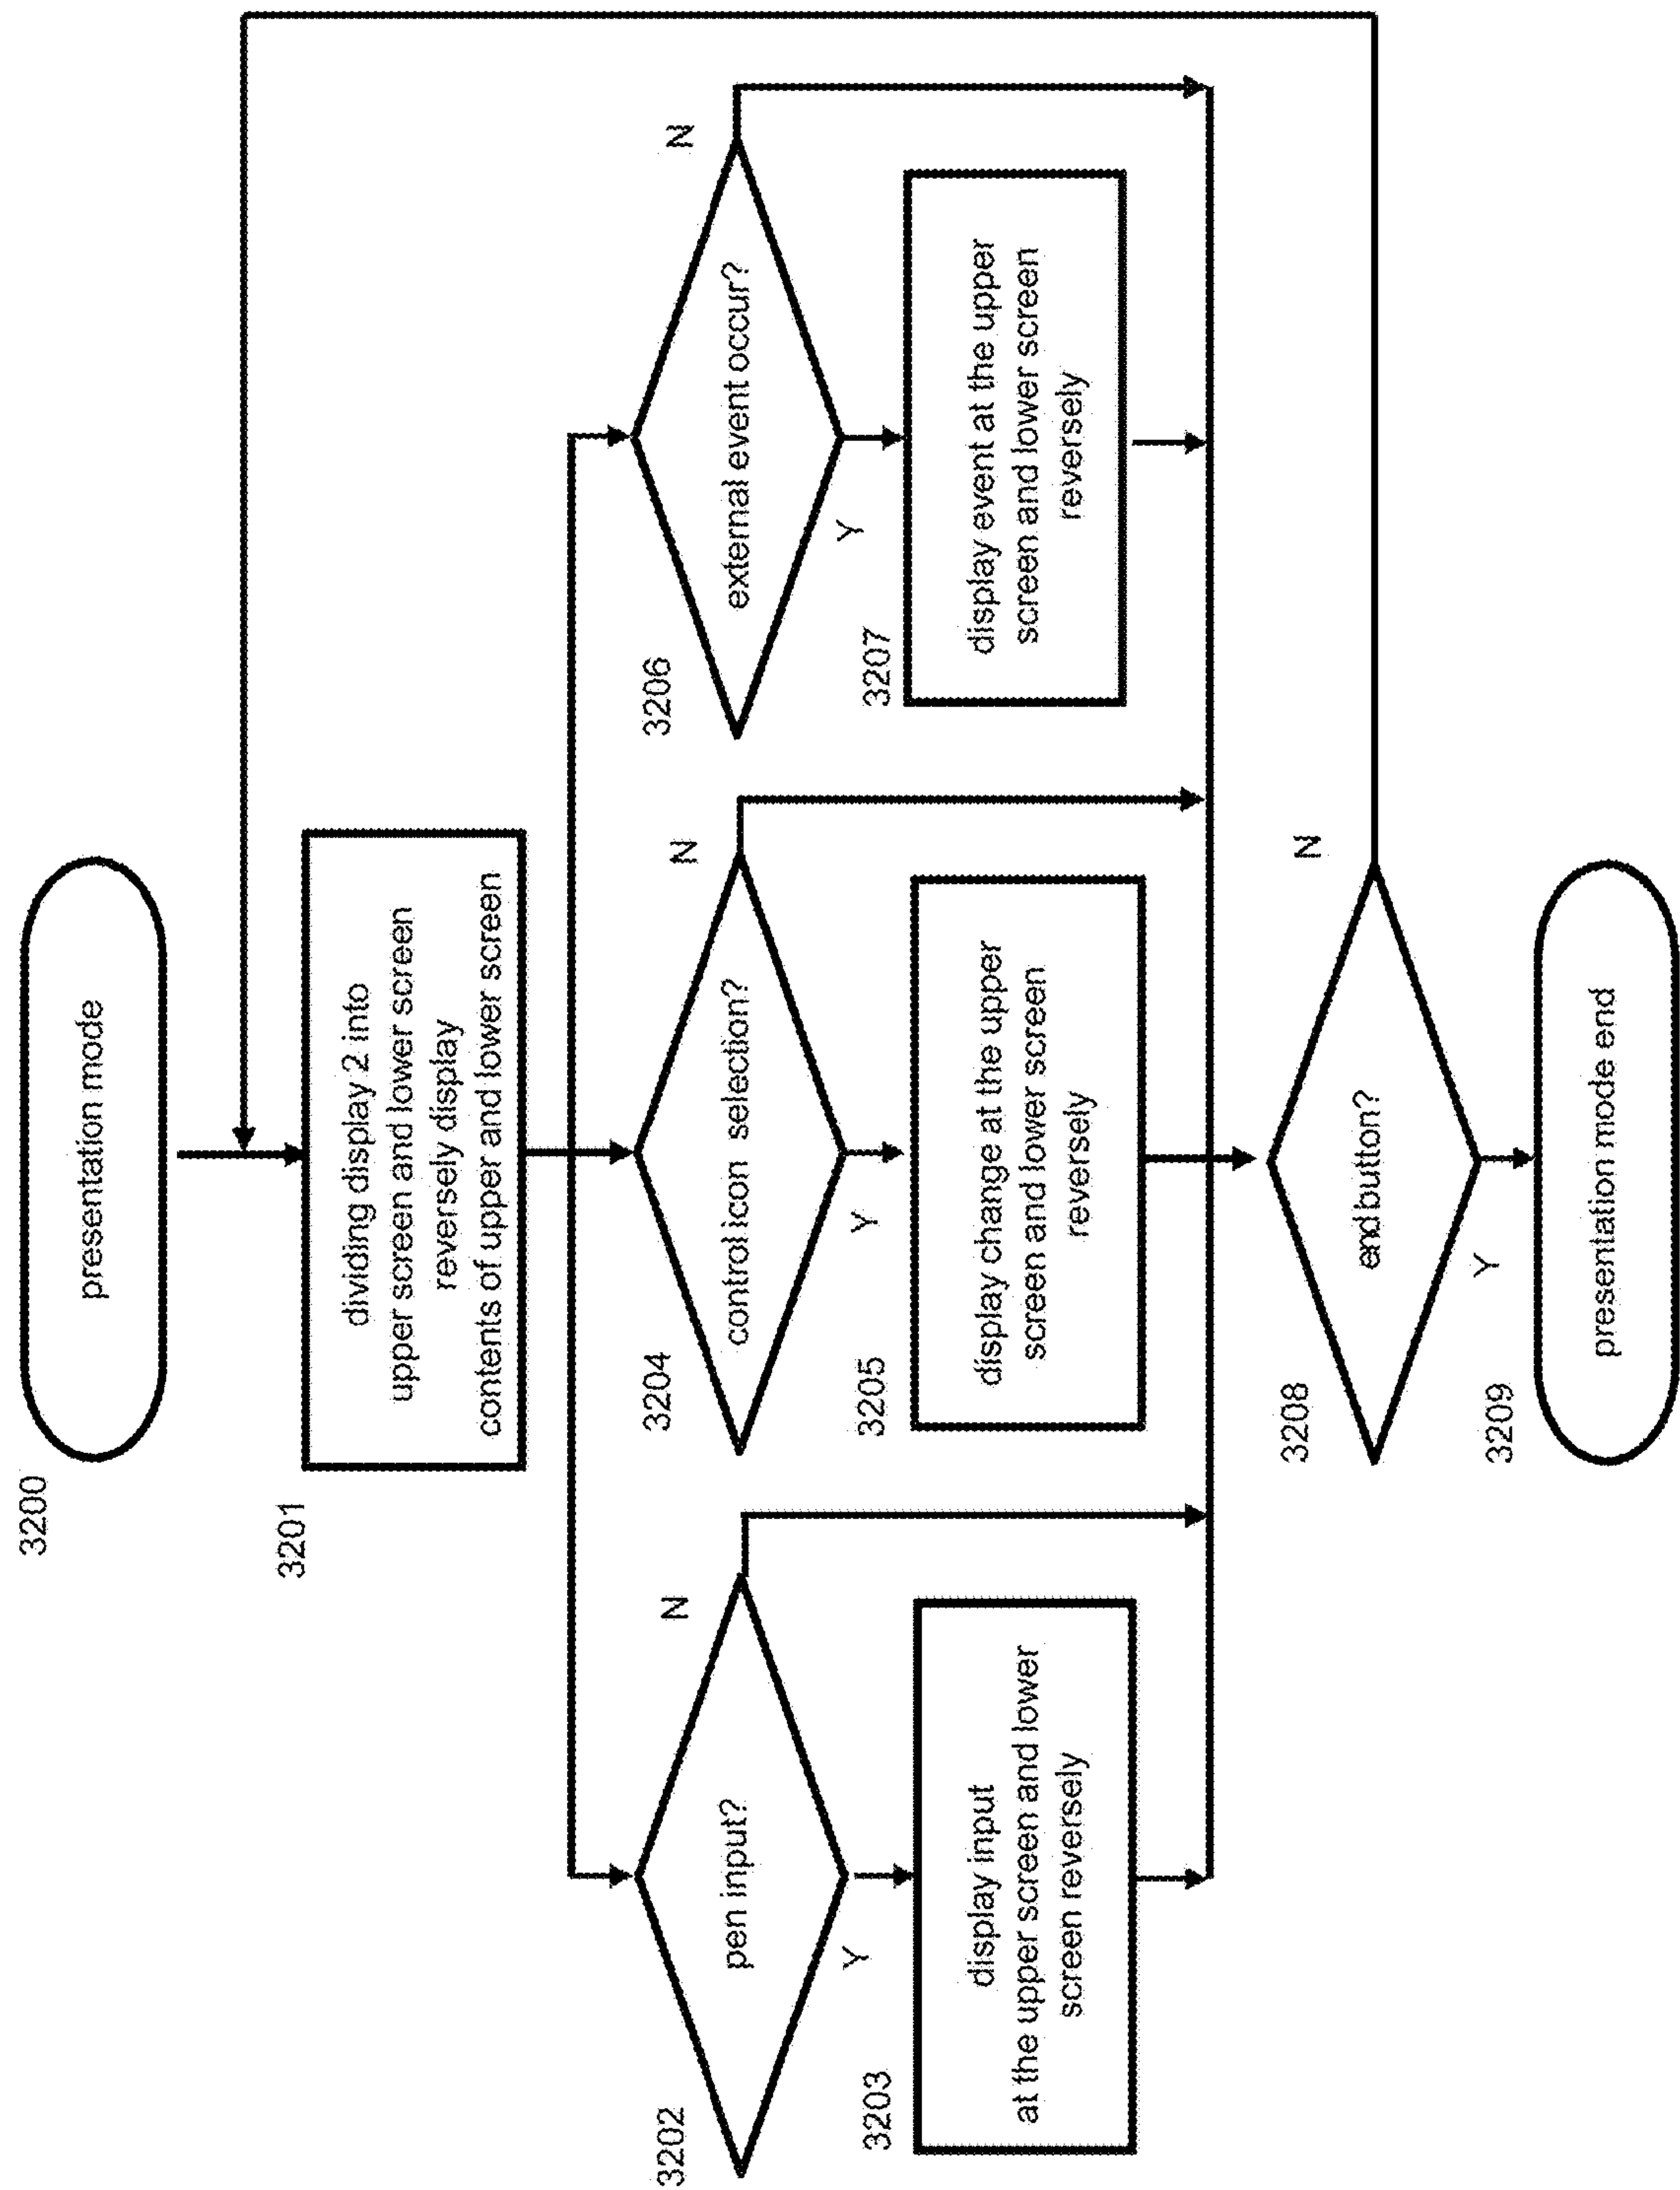 3200
presentation mode
3201
dividing display 2 into
upper screen and lower screen
reversely display
contents of upper and lower screen
3202
pen input?
N
Y
3203
display input
at the upper screen and lower
screen reversely
3204
control icon selection?
N
Y
3205
display change at the upper
screen and lower screen
reversely
3206
external event occur?
N
Y
3207
display event at the upper
screen and lower screen
reversely
3208
end button?
N
Y
3209
presentation mode end